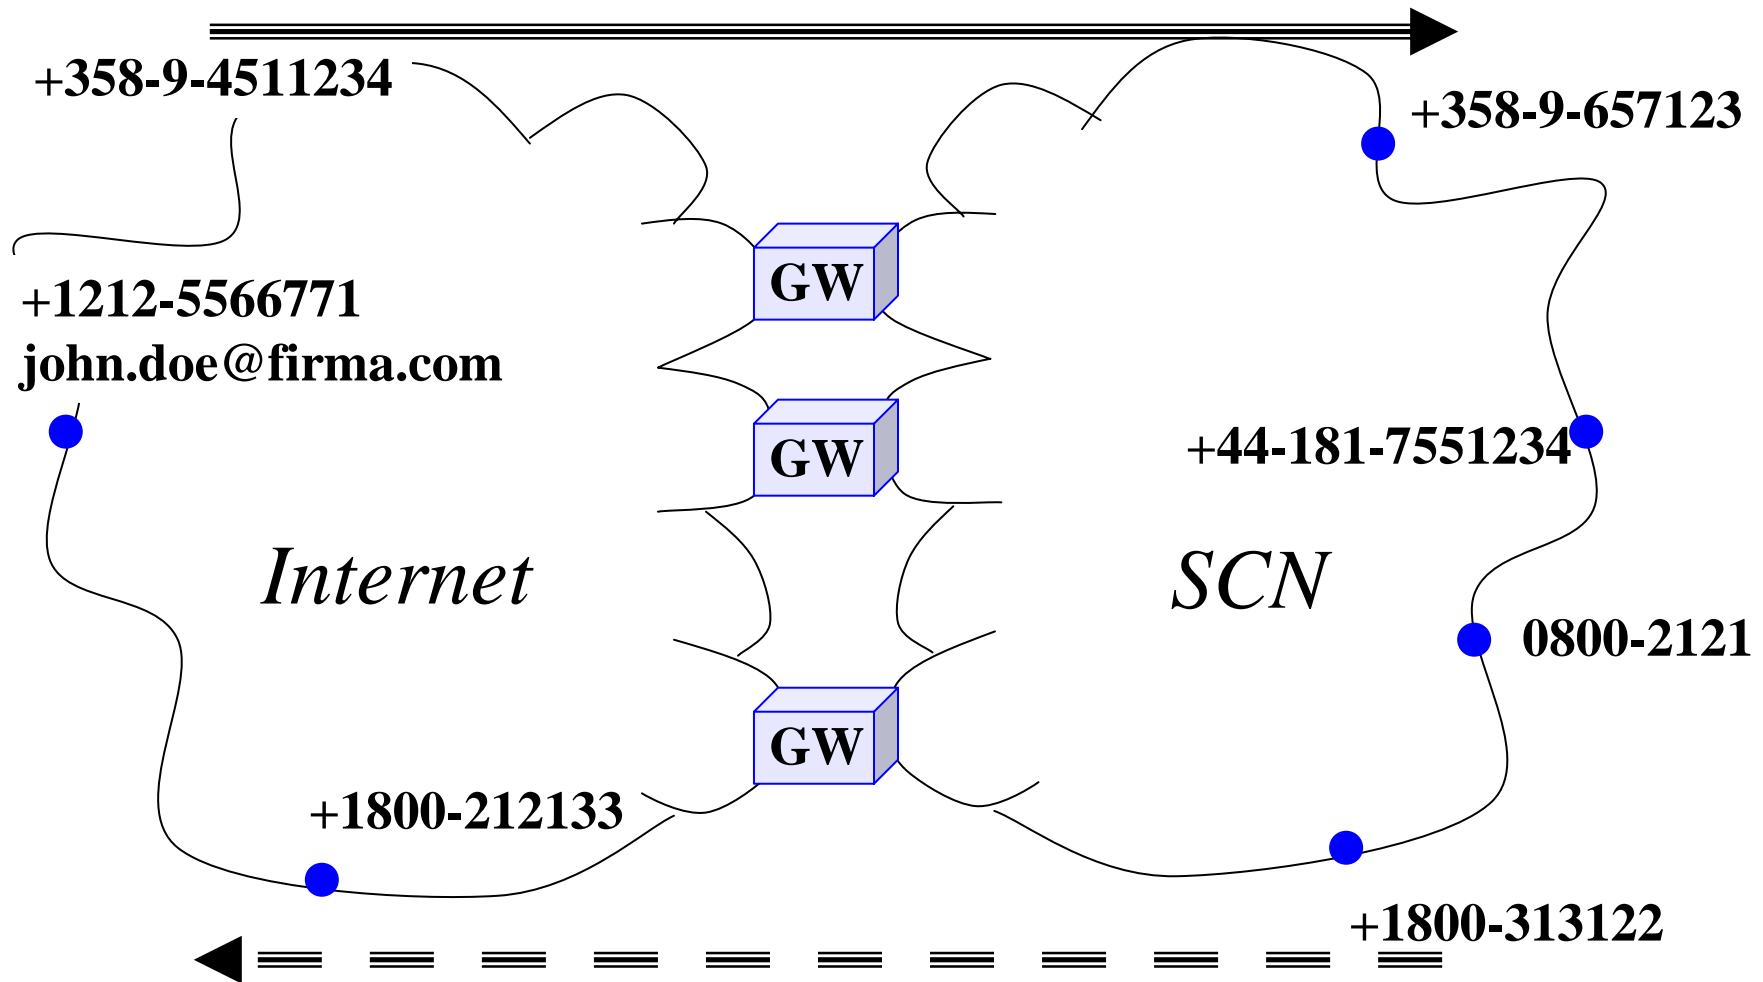 +358-9-4511234
+358-9-657123
GW
+1212-5566771
john.doe@firma.com
GW
+44-181-7551234
Internet
SCN
0800-2121
GW
+1800-212133
+1800-313122